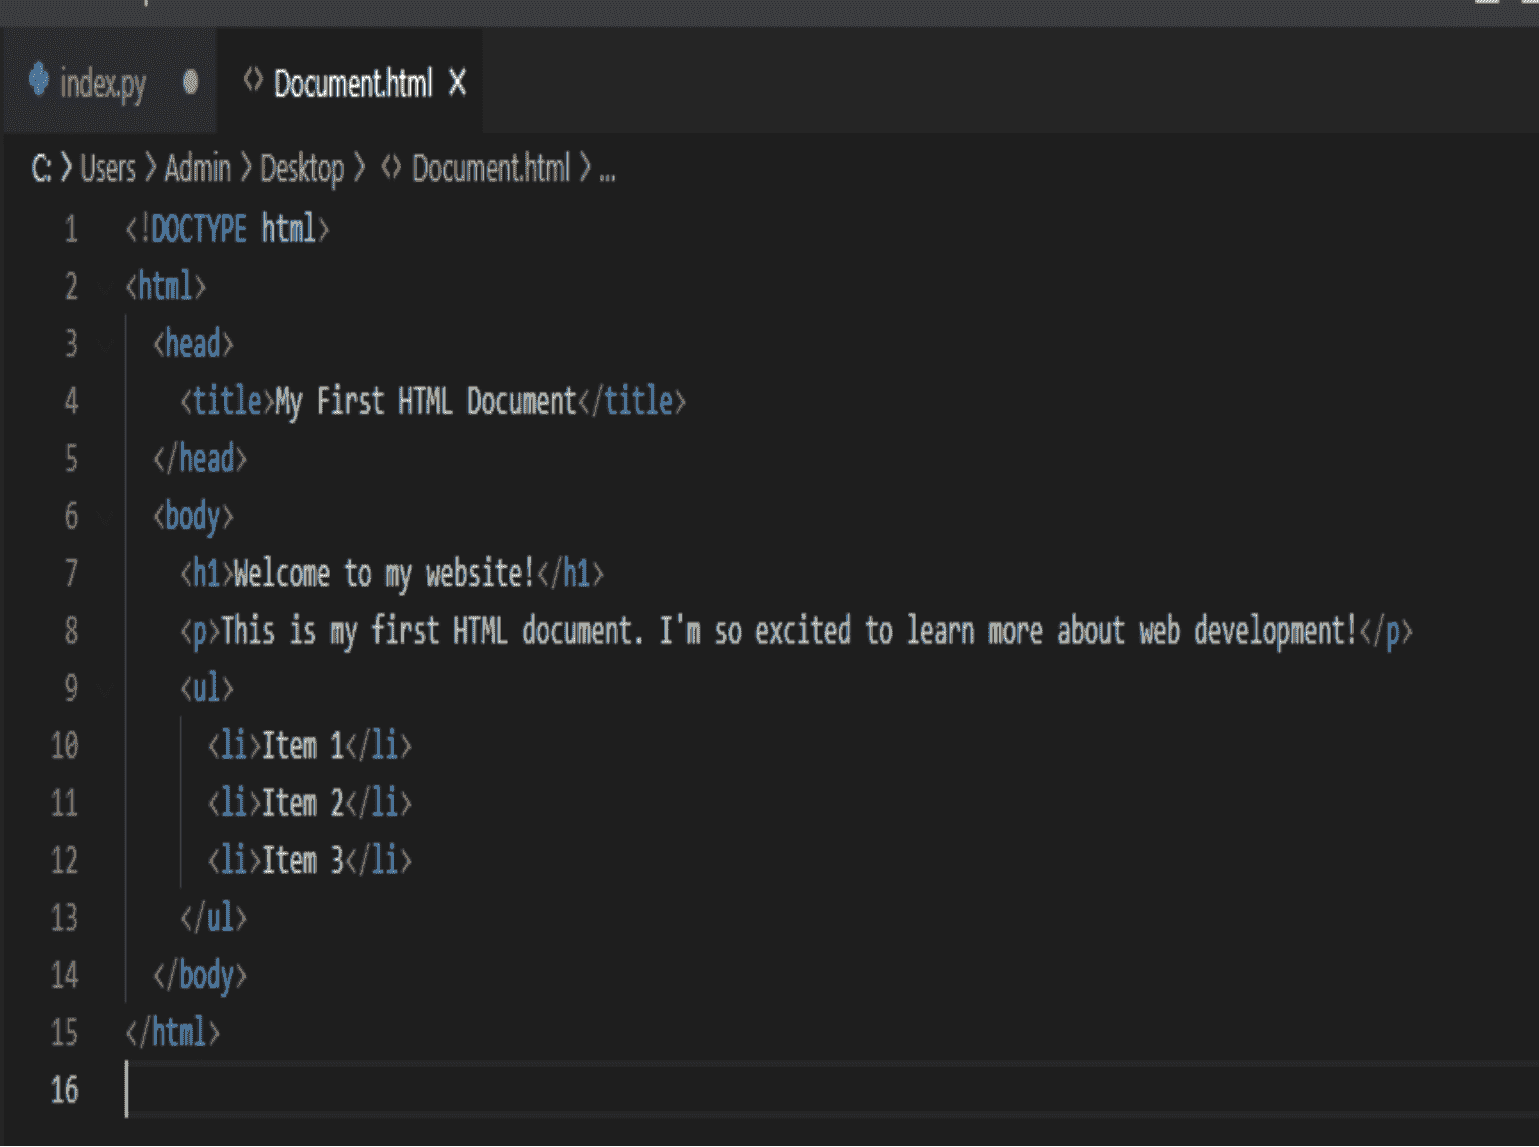 index.py Document.html X
C: > Users > Admin > Desktop > <> Document.html > ...
1 <!DOCTYPE html>
2 <html>
3   <head>
4     <title>My First HTML Document</title>
5   </head>
6   <body>
7     <h1>Welcome to my website!</h1>
8     <p>This is my first HTML document. I'm so excited to learn more about web development!</p>
9     <ul>
10       <li>Item 1</li>
11       <li>Item 2</li>
12       <li>Item 3</li>
13     </ul>
14   </body>
15 </html>
16